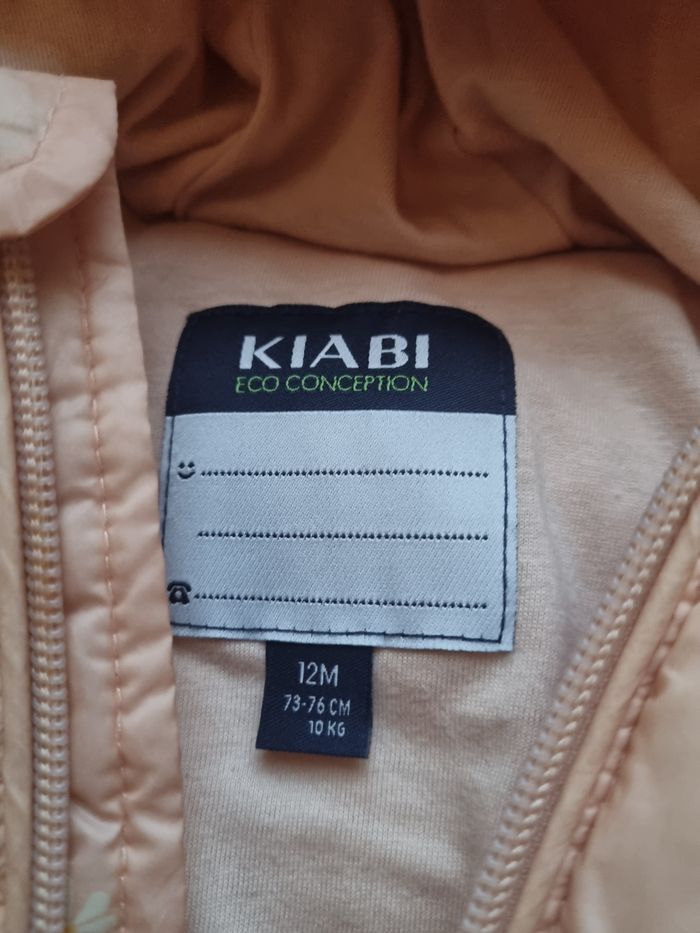 KIABI
ECO CONCEPTION
12M
73-76 CM
10 KG